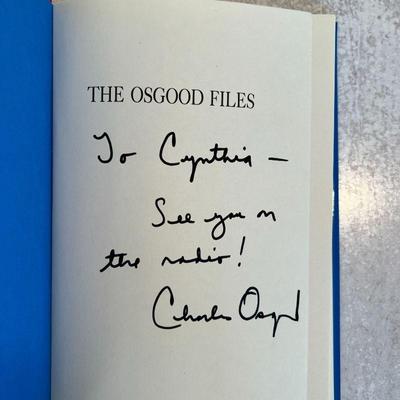 THE OSGOOD FILES
To Cynthia —
See you on
the radio!
Charles Osgood